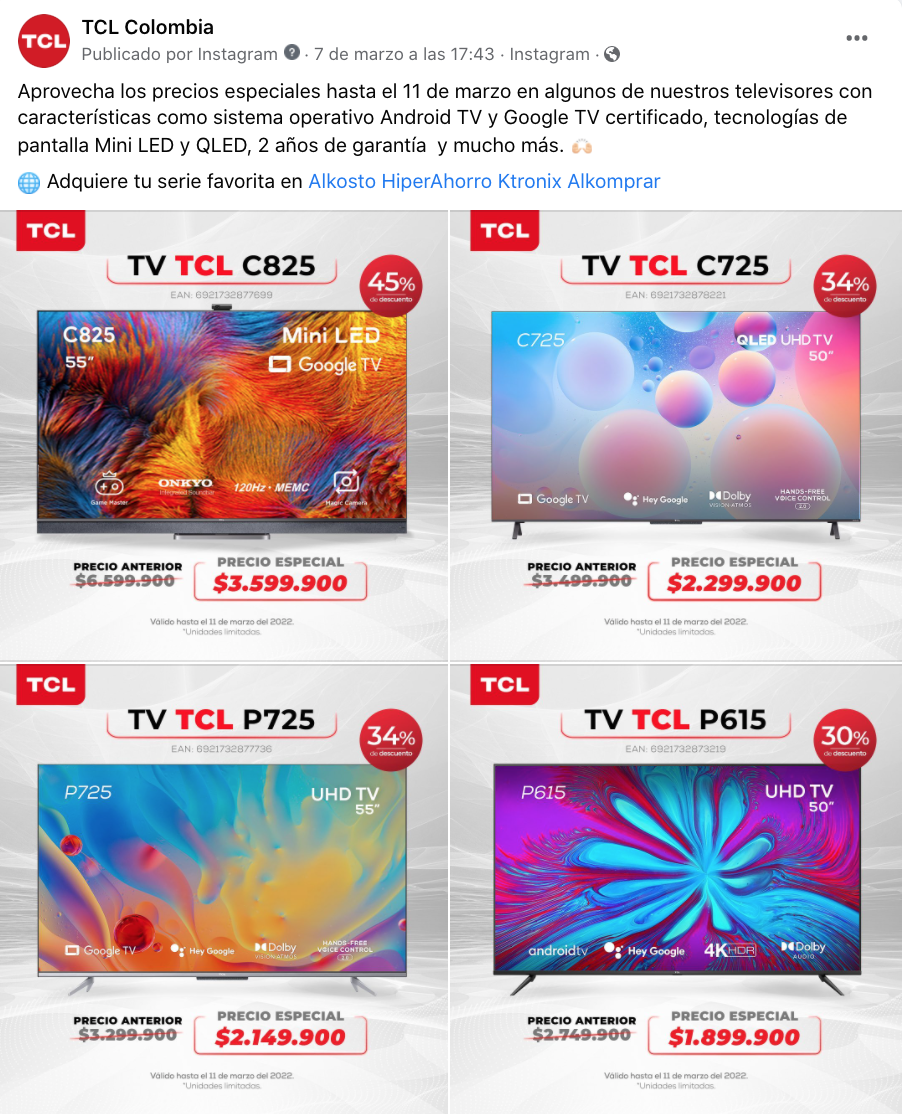 TCL
TCL Colombia
Publicado por Instagram · 7 de marzo a las 17:43 · Instagram ·
Aprovecha los precios especiales hasta el 11 de marzo en algunos de nuestros televisores con
características como sistema operativo Android TV y Google TV certificado, tecnologías de
pantalla Mini LED y QLED, 2 años de garantía y mucho más. 🙌🏻
🌐 Adquiere tu serie favorita en Alkosto HiperAhorro Ktronix Alkomprar
TCL
TV TCL C825
EAN: 6921732877699
45%
de descuento
C825
55"
Mini LED
Google TV
Game Master
ONKYO
Integrated Soundbar
120Hz • MEMC
Magic Camera
PRECIO ANTERIOR
$6.599.900
PRECIO ESPECIAL
$3.599.900
Válido hasta el 11 de marzo del 2022.
*Unidades limitadas.
TCL
TV TCL C725
EAN: 6921732878221
34%
de descuento
C725
QLED UHD TV
50"
Google TV
Hey Google
Dolby
VISION·ATMOS
HANDS-FREE
VOICE CONTROL
2.0
PRECIO ANTERIOR
$3.499.900
PRECIO ESPECIAL
$2.299.900
Válido hasta el 11 de marzo del 2022.
*Unidades limitadas.
TCL
TV TCL P725
EAN: 6921732877736
34%
de descuento
P725
UHD TV
55"
Google TV
Hey Google
Dolby
VISION·ATMOS
HANDS-FREE
VOICE CONTROL
2.0
PRECIO ANTERIOR
$3.299.900
PRECIO ESPECIAL
$2.149.900
Válido hasta el 11 de marzo del 2022.
*Unidades limitadas.
TCL
TV TCL P615
EAN: 6921732873219
30%
de descuento
P615
UHD TV
50"
androidtv
Hey Google
4K HDR
Dolby
AUDIO
PRECIO ANTERIOR
$2.749.900
PRECIO ESPECIAL
$1.899.900
Válido hasta el 11 de marzo del 2022.
*Unidades limitadas.